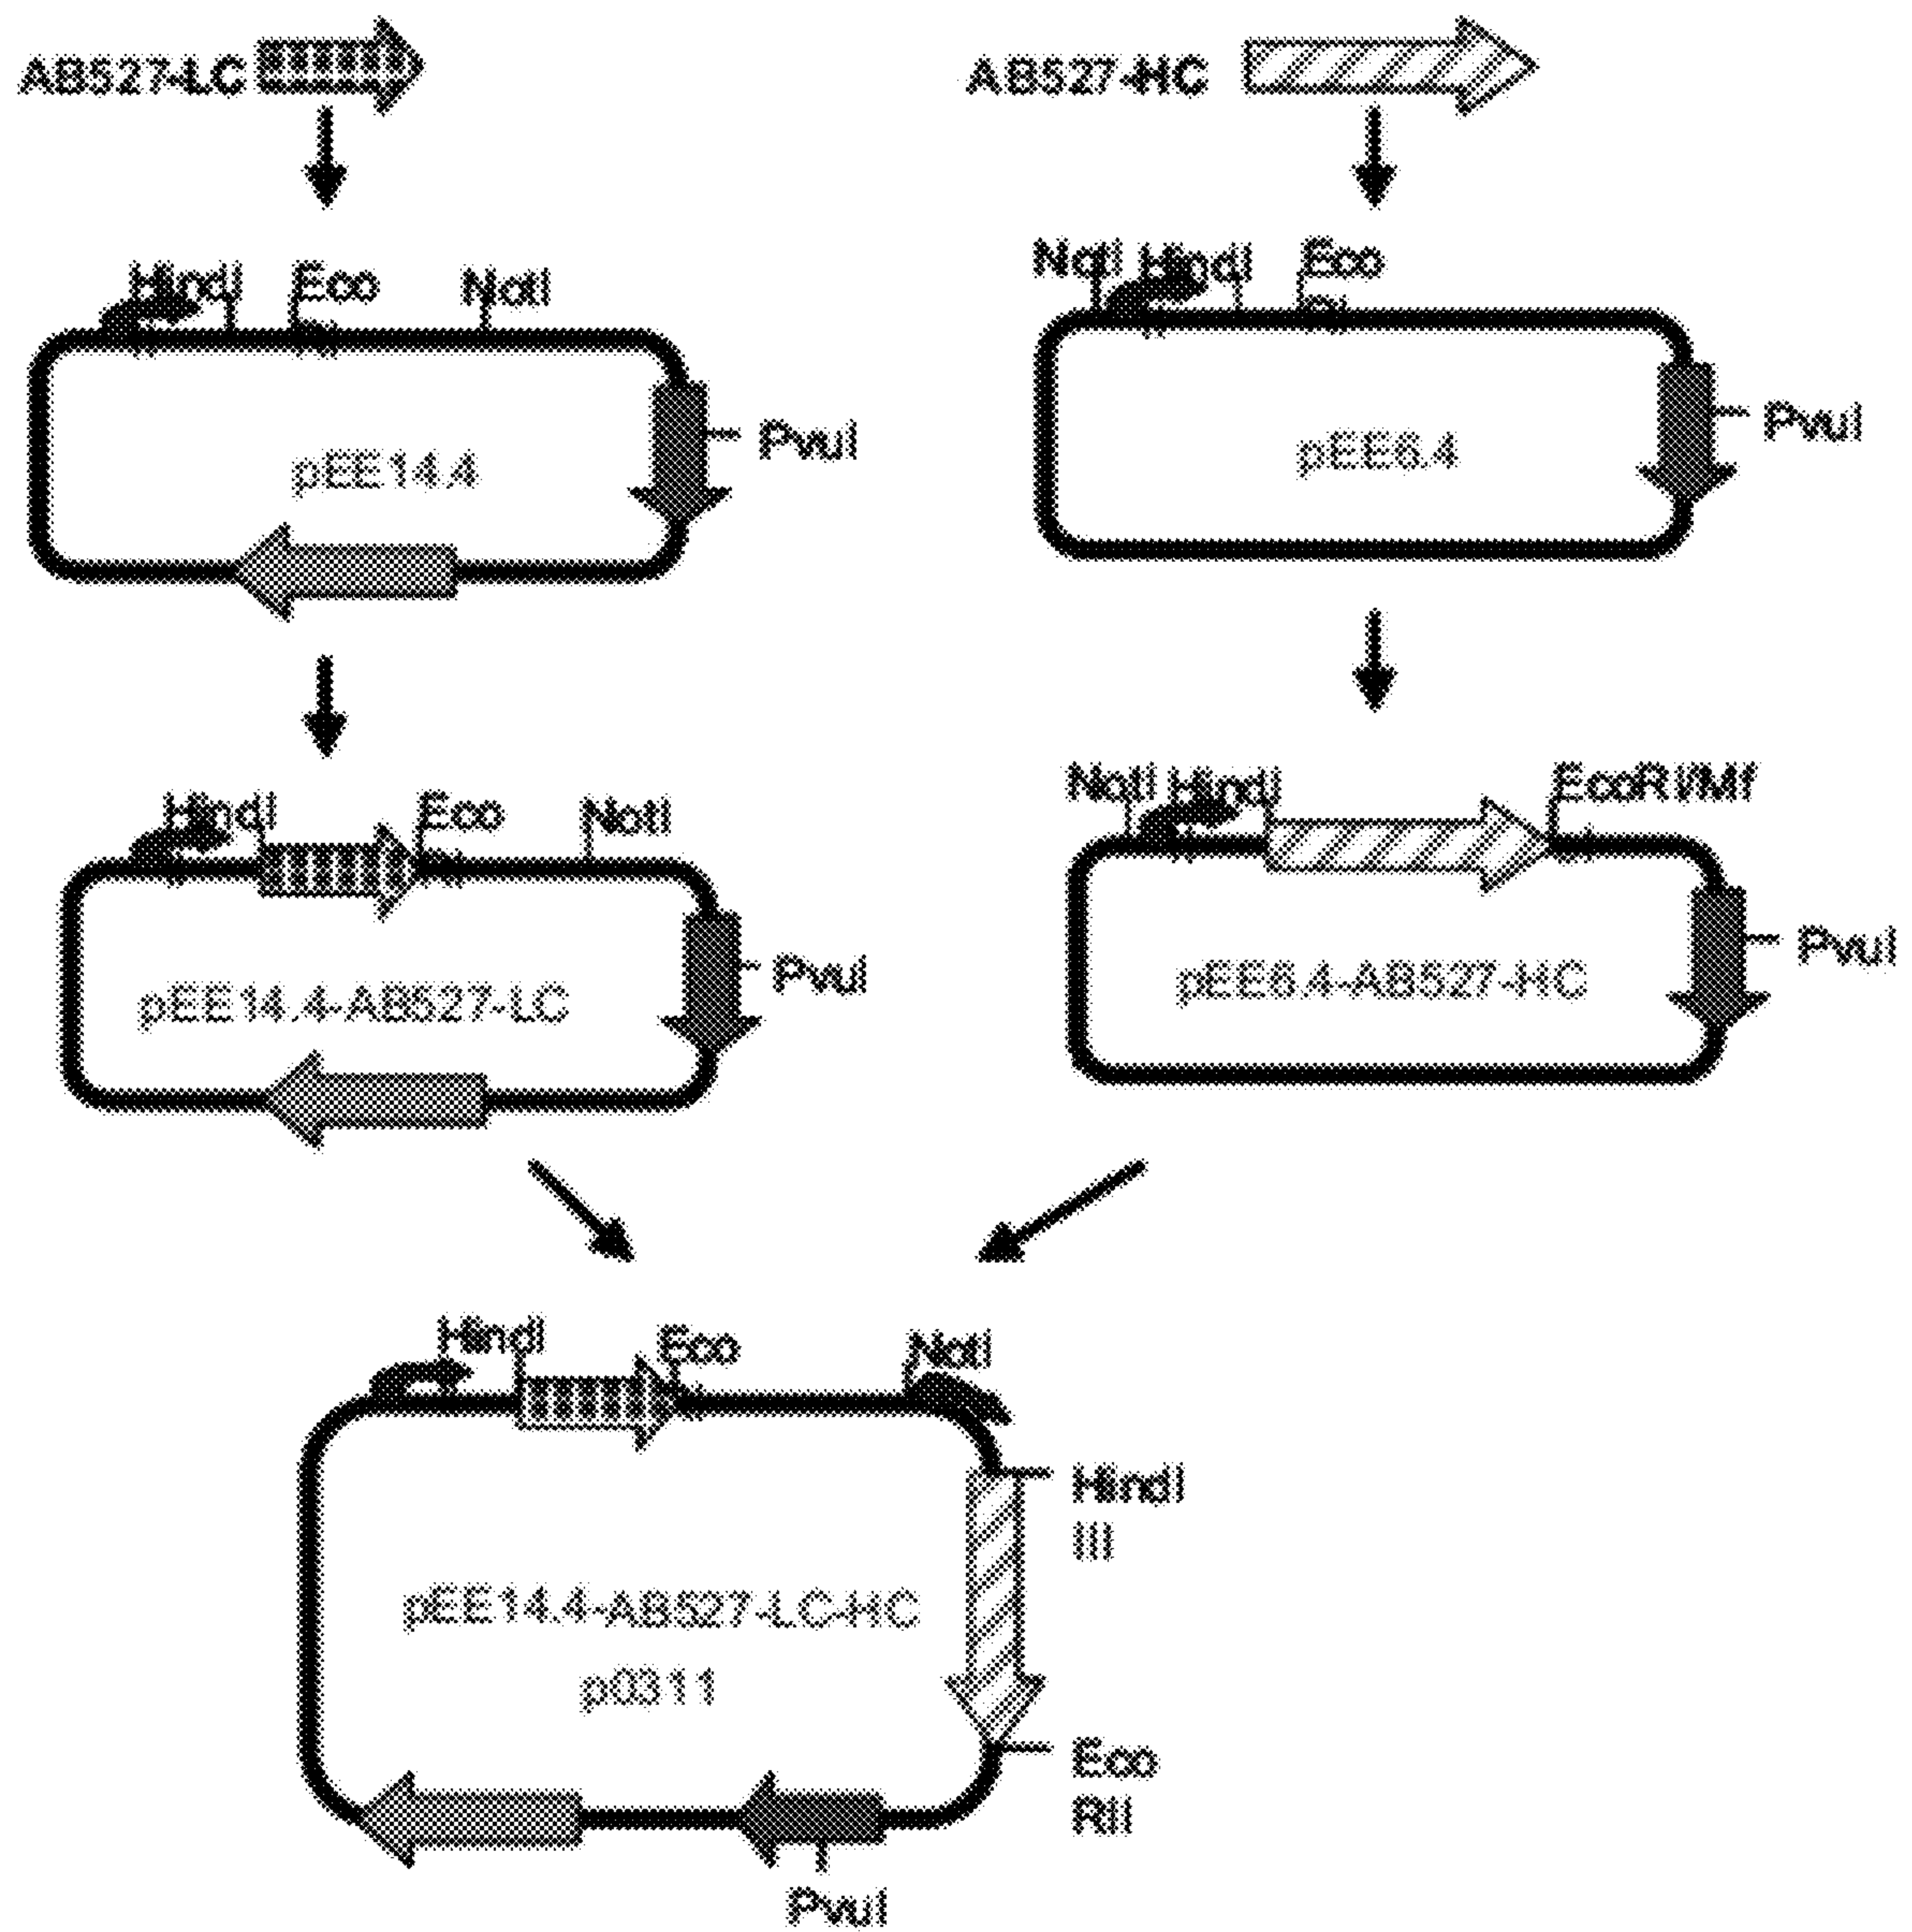 AB527-LC
AB527-HC
HindI
Eco
NotI
NotI
HindI
Eco
PvuI
PvuI
pEE14.4
pEE6.4
HindI
Eco
NotI
NotI
HindI
EcoRI/Mf
PvuI
PvuI
pEE14.4-AB527-LC
pEE6.4-AB527-HC
HindI
Eco
NotI
HindI
III
pEE14.4-AB527-LC-HC
p0311
Eco
RII
PvuI